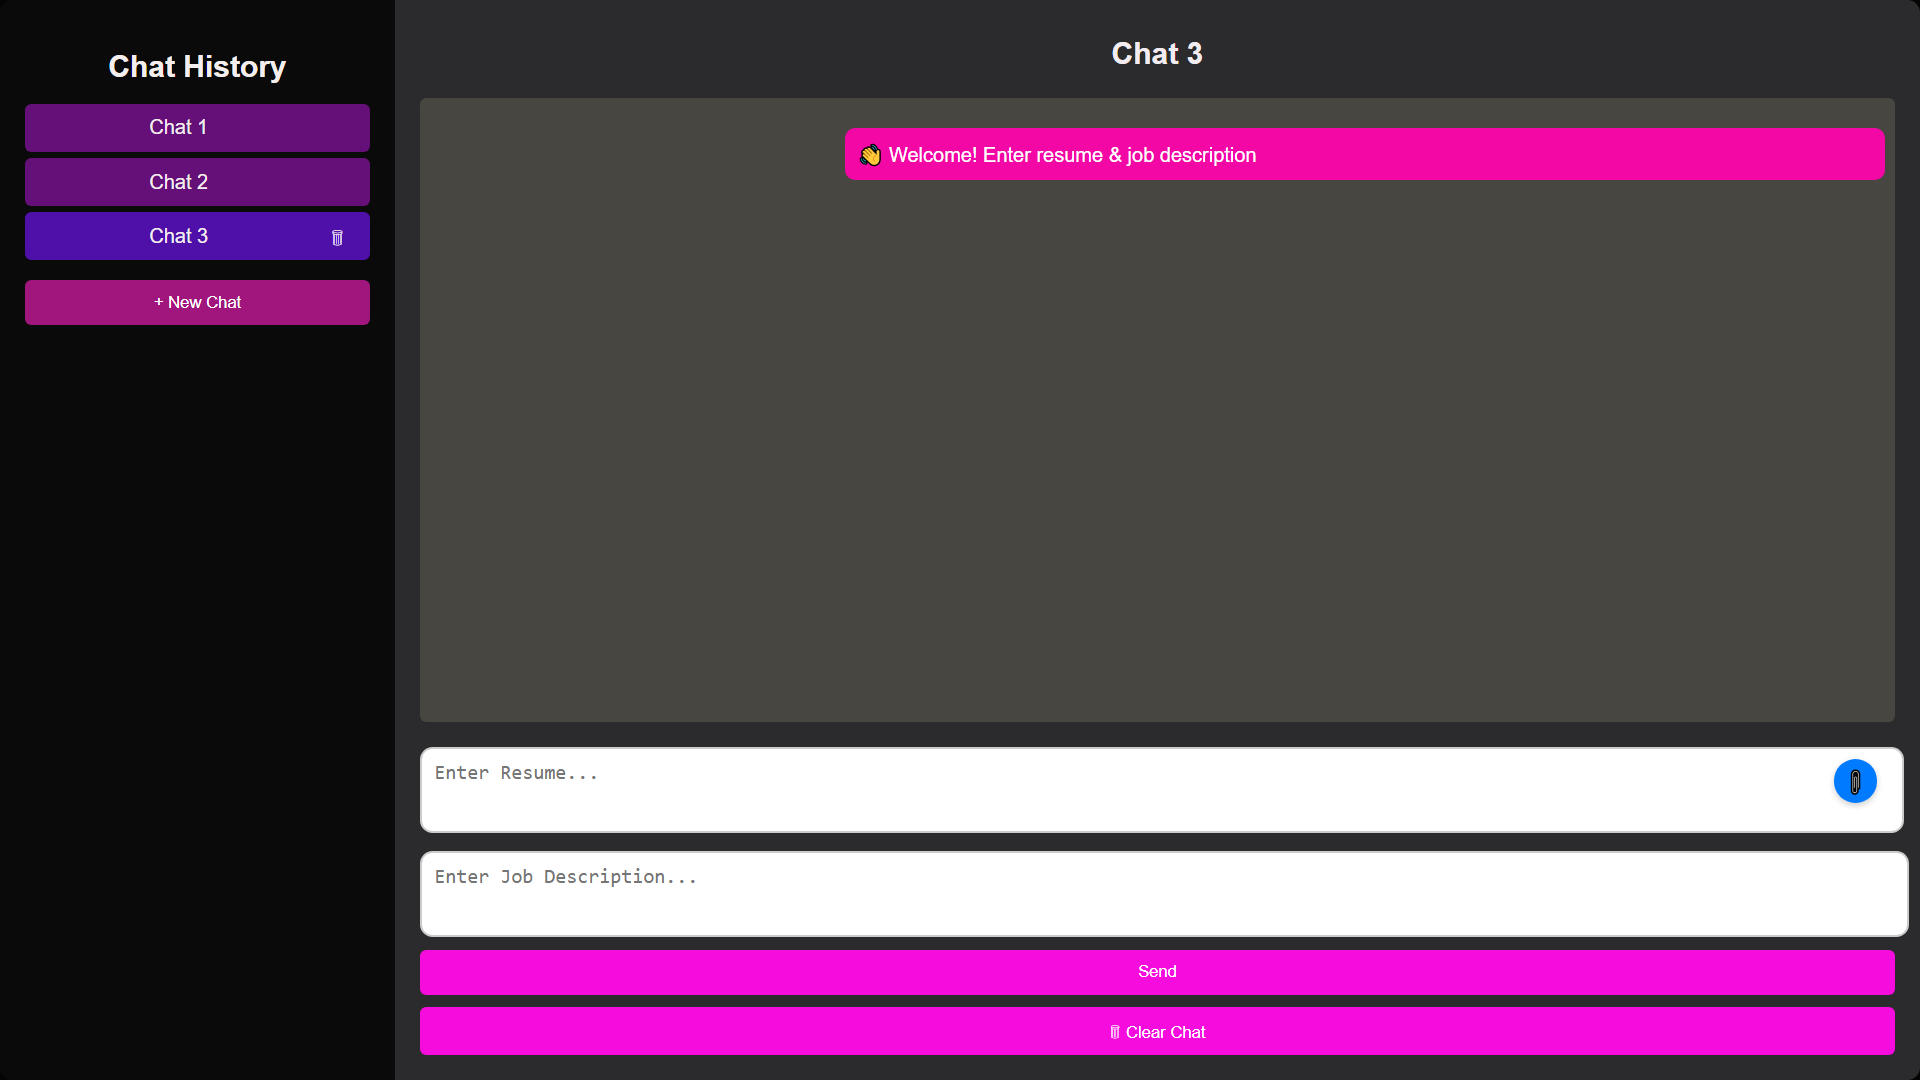 Chat History
Chat 1
Chat 2
Chat 3
+ New Chat
Chat 3
👋 Welcome! Enter resume & job description
Enter Resume...
Enter Job Description...
Send
🗑 Clear Chat